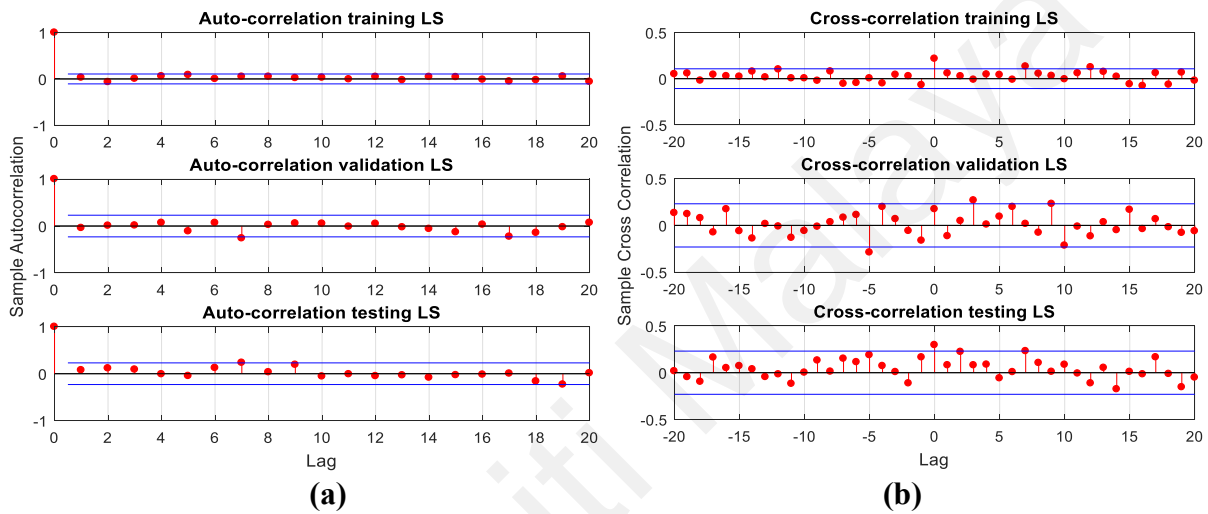 Auto-correlation training LS
1
0
-1
0 2 4 6 8 10 12 14 16 18 20
Auto-correlation validation LS
1
0
-1
0 2 4 6 8 10 12 14 16 18 20
Auto-correlation testing LS
1
0
-1
0 2 4 6 8 10 12 14 16 18 20
Sample Autocorrelation
Lag
(a)
Cross-correlation training LS
0.5
0
-0.5
-20 -15 -10 -5 0 5 10 15 20
Cross-correlation validation LS
0.5
0
-0.5
-20 -15 -10 -5 0 5 10 15 20
Cross-correlation testing LS
0.5
0
-0.5
-20 -15 -10 -5 0 5 10 15 20
Sample Cross Correlation
Lag
(b)
iti Malaya